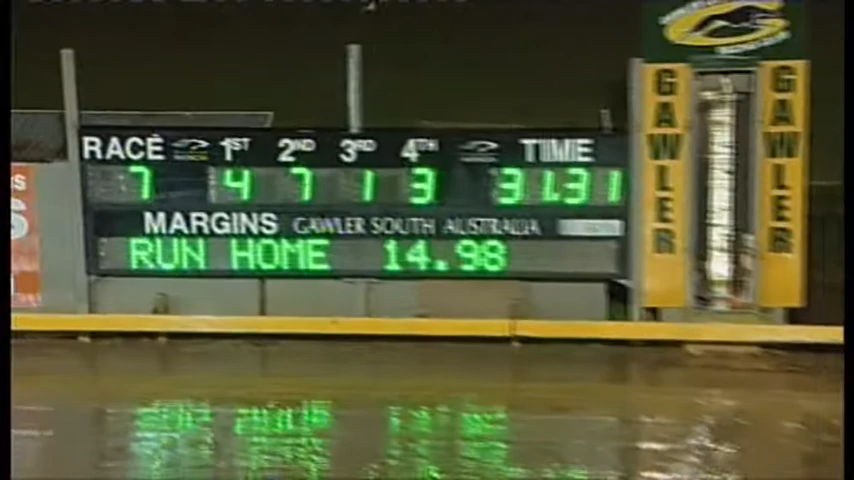 RACE 1ST 2ND 3RD 4TH TIME
7 4 7 1 3 31.31
MARGINS GAWLER SOUTH AUSTRALIA
RUN HOME 14.98
GAWLER
GAWLER
S
S